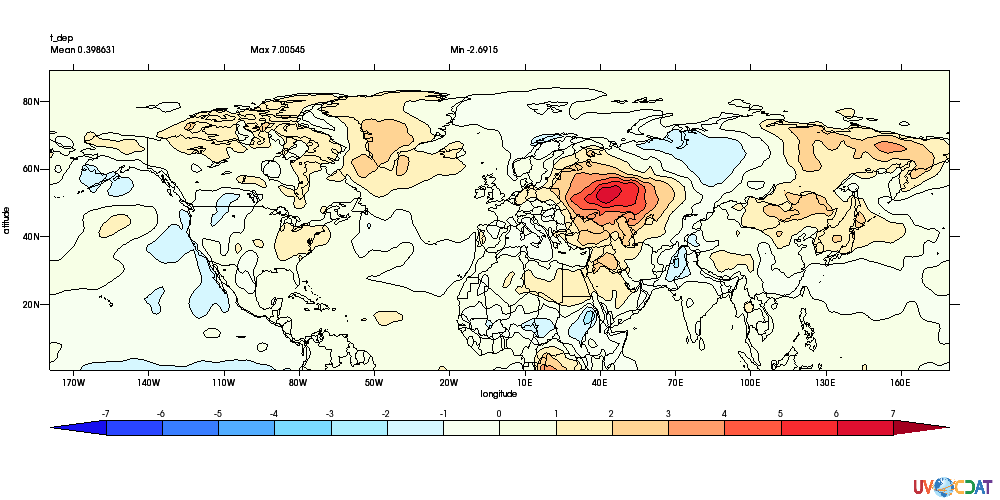 t_dep
Mean 0.398631 Max 7.00545 Min -2.6915
80N
60N
40N
20N
atitude
170W 140W 110W 80W 50W 20W 10E 40E 70E 100E 130E 160E
longitude
-7 -6 -5 -4 -3 -2 -1 0 1 2 3 4 5 6 7
UV CDAT